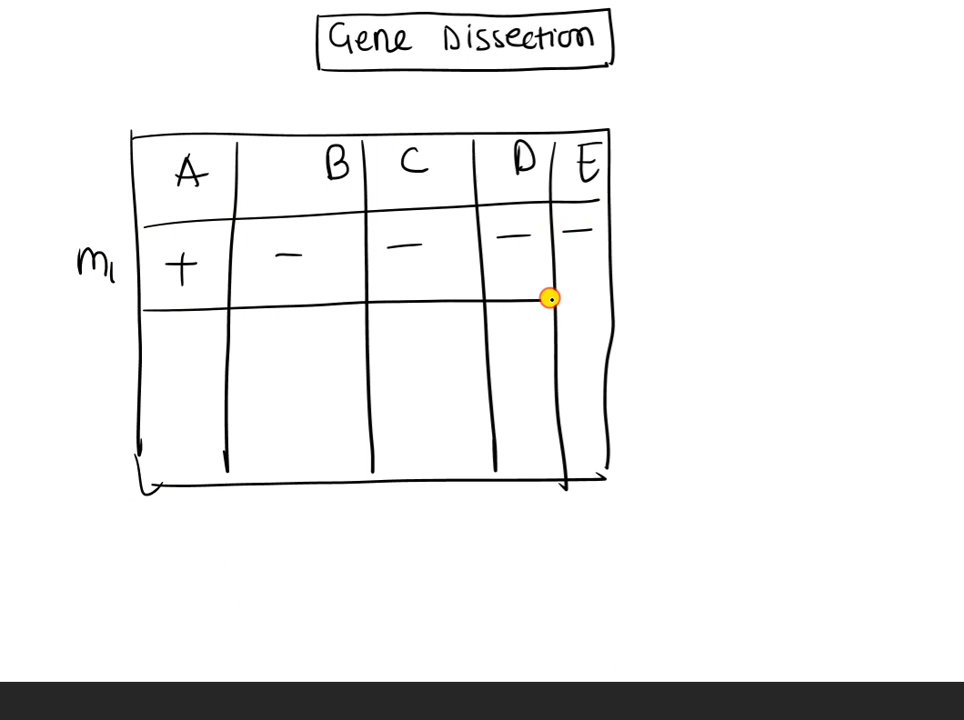 Gene Dissection
A B C D E
m1 + - - - -